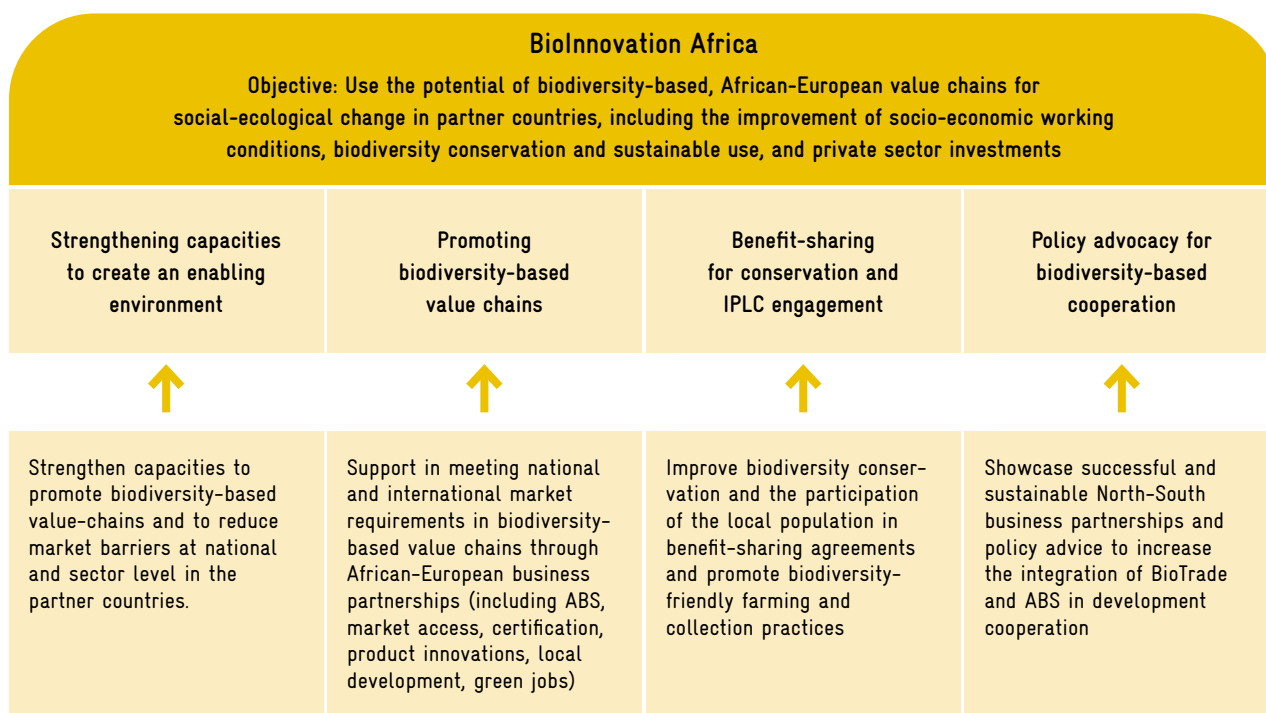 BioInnovation Africa
Objective: Use the potential of biodiversity-based, African-European value chains for
social-ecological change in partner countries, including the improvement of socio-economic working
conditions, biodiversity conservation and sustainable use, and private sector investments
Strengthening capacities
to create an enabling
environment
Promoting
biodiversity-based
value chains
Benefit-sharing
for conservation and
IPLC engagement
Policy advocacy for
biodiversity-based
cooperation
Strengthen capacities to
promote biodiversity-based
value-chains and to reduce
market barriers at national
and sector level in the
partner countries.
Support in meeting national
and international market
requirements in biodiversity-
based value chains through
African-European business
partnerships (including ABS,
market access, certification,
product innovations, local
development, green jobs)
Improve biodiversity conser-
vation and the participation
of the local population in
benefit-sharing agreements
and promote biodiversity-
friendly farming and
collection practices
Showcase successful and
sustainable North-South
business partnerships and
policy advice to increase
the integration of BioTrade
and ABS in development
cooperation